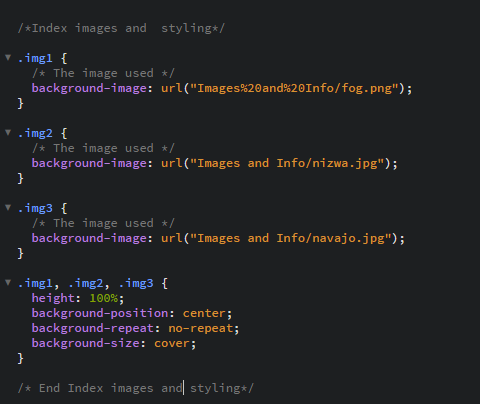 /*Index images and  styling*/
.img1 {
/* The image used */
background-image: url("Images%20and%20Info/fog.png");
}
.img2 {
/* The image used */
background-image: url("Images and Info/nizwa.jpg");
}
.img3 {
/* The image used */
background-image: url("Images and Info/navajo.jpg");
}
.img1, .img2, .img3 {
height: 100%;
background-position: center;
background-repeat: no-repeat;
background-size: cover;
}
/* End Index images and styling*/